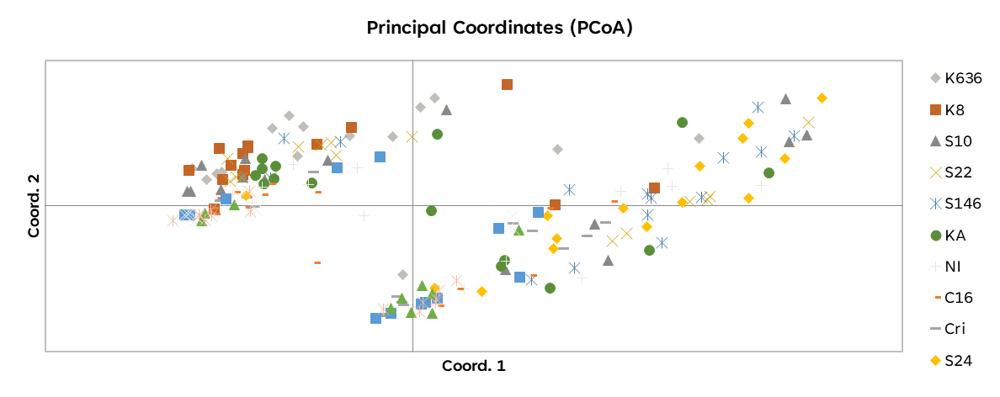 Principal Coordinates (PCoA)
Coord. 2
Coord. 1
K636
K8
S10
S22
S146
KA
NI
C16
Cri
S24